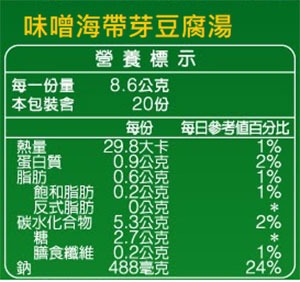 味噌海帶芽豆腐湯
營養標示
每一份量 8.6公克
本包裝含 20份
每份 每日參考值百分比
熱量 29.8大卡 1%
蛋白質 0.9公克 2%
脂肪 0.6公克 1%
飽和脂肪 0.2公克 1%
反式脂肪 0公克 *
碳水化合物 5.3公克 2%
糖 2.7公克 *
膳食纖維 0.2公克 1%
鈉 488毫克 24%